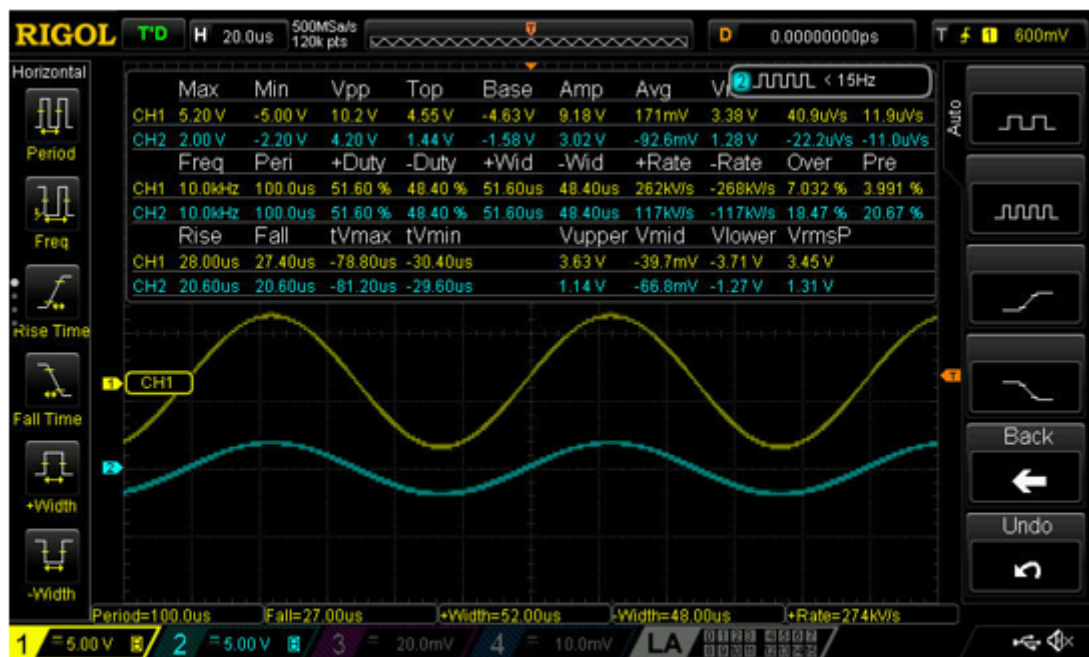 RIGOL T'D H 20.0us 500MSa/s 120k pts T D 0.00000000ps T 1 600mV
Horizontal
Period
Freq
Rise Time
Fall Time
+Width
-Width
Max Min Vpp Top Base Amp Avg 2 < 15Hz
CH1 5.20 V -5.00 V 10.2 V 4.55 V -4.63 V 9.18 V 171mV 3.38 V 40.9uVs 11.9uVs
CH2 2.00 V -2.20 V 4.20 V 1.44 V -1.58 V 3.02 V -92.6mV 1.28 V -22.2uVs -11.0uVs
Freq Peri +Duty -Duty +Wid -Wid +Rate -Rate Over Pre
CH1 10.0kHz 100.0us 51.60 % 48.40 % 51.60us 48.40us 262kV/s -268kV/s 7.032 % 3.991 %
CH2 10.0kHz 100.0us 51.60 % 48.40 % 51.60us 48.40us 117kV/s -117kV/s 18.47 % 20.67 %
Rise Fall tVmax tVmin Vupper Vmid Vlower VrmsP
CH1 28.00us 27.40us -78.80us -30.40us 3.63 V -39.7mV -3.71 V 3.45 V
CH2 20.60us 20.60us -81.20us -29.60us 1.14 V -66.8mV -1.27 V 1.31 V
1 CH1
T
2
Auto
Back
Undo
Period=100.0us Fall=27.00us +Width=52.00us -Width=48.00us +Rate=274kV/s
1 = 5.00 V 2 = 5.00 V 3 = 20.0mV 4 = 10.0mV LA 0 1 2 3 4 5 6 7